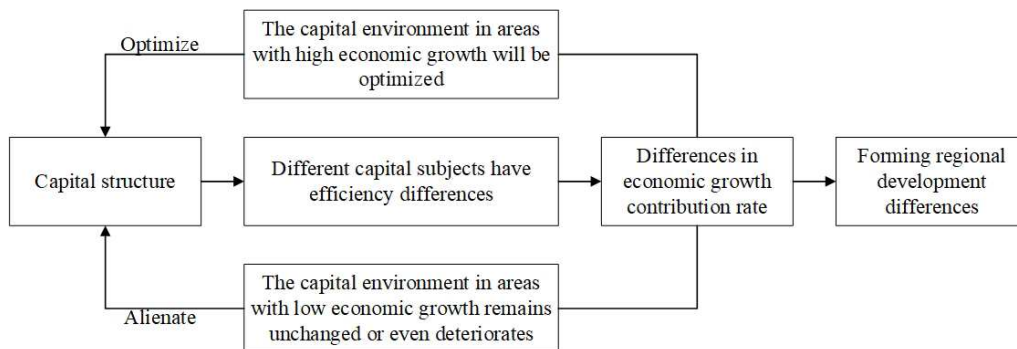 The capital environment in areas
with high economic growth will be
optimized
Optimize
Capital structure
Different capital subjects have
efficiency differences
Differences in
economic growth
contribution rate
Forming regional
development
differences
The capital environment in areas
with low economic growth remains
unchanged or even deteriorates
Alienate